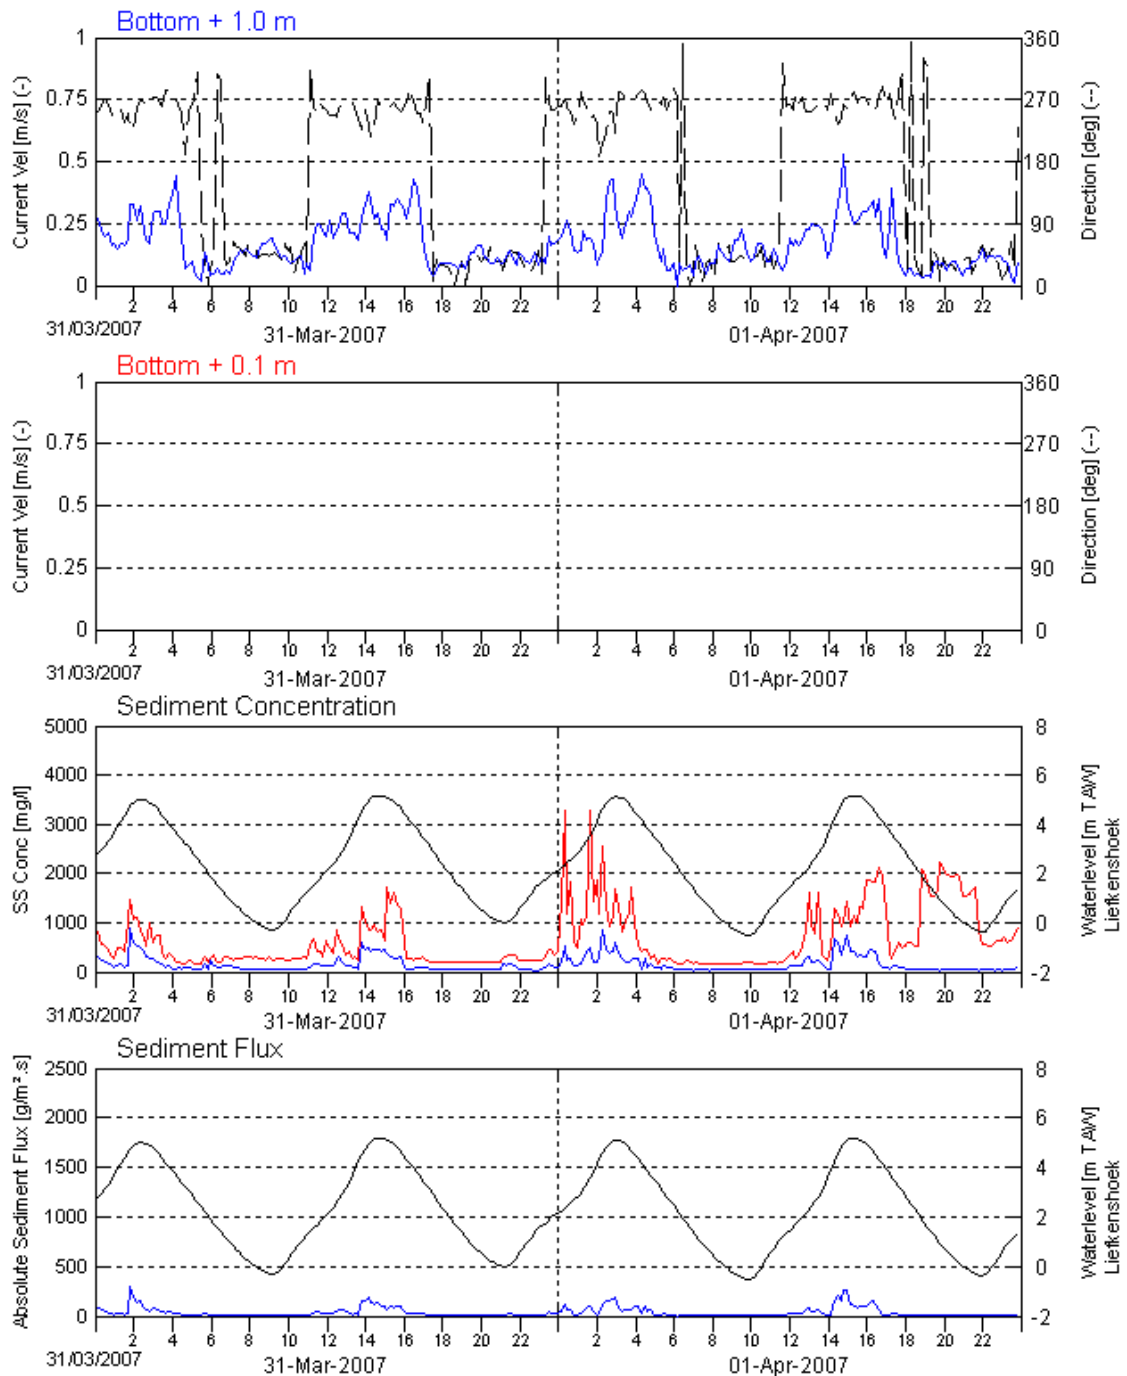 Bottom + 1.0 m
Current Vel [m/s] (-)
1
0.75
0.5
0.25
0
360
270
180
90
0
Direction [deg] (--)
2 4 6 8 10 12 14 16 18 20 22 2 4 6 8 10 12 14 16 18 20 22
31/03/2007
31-Mar-2007
01-Apr-2007
Bottom + 0.1 m
Current Vel [m/s] (-)
1
0.75
0.5
0.25
0
360
270
180
90
0
Direction [deg] (--)
2 4 6 8 10 12 14 16 18 20 22 2 4 6 8 10 12 14 16 18 20 22
31/03/2007
31-Mar-2007
01-Apr-2007
Sediment Concentration
SS Conc [mg/l]
5000
4000
3000
2000
1000
0
8
6
4
2
0
-2
Waterlevel [m TAW]
Liefkenshoek
2 4 6 8 10 12 14 16 18 20 22 2 4 6 8 10 12 14 16 18 20 22
31/03/2007
31-Mar-2007
01-Apr-2007
Sediment Flux
Absolute Sediment Flux [g/m².s]
2500
2000
1500
1000
500
0
8
6
4
2
0
-2
Waterlevel [m TAW]
Liefkenshoek
2 4 6 8 10 12 14 16 18 20 22 2 4 6 8 10 12 14 16 18 20 22
31/03/2007
31-Mar-2007
01-Apr-2007